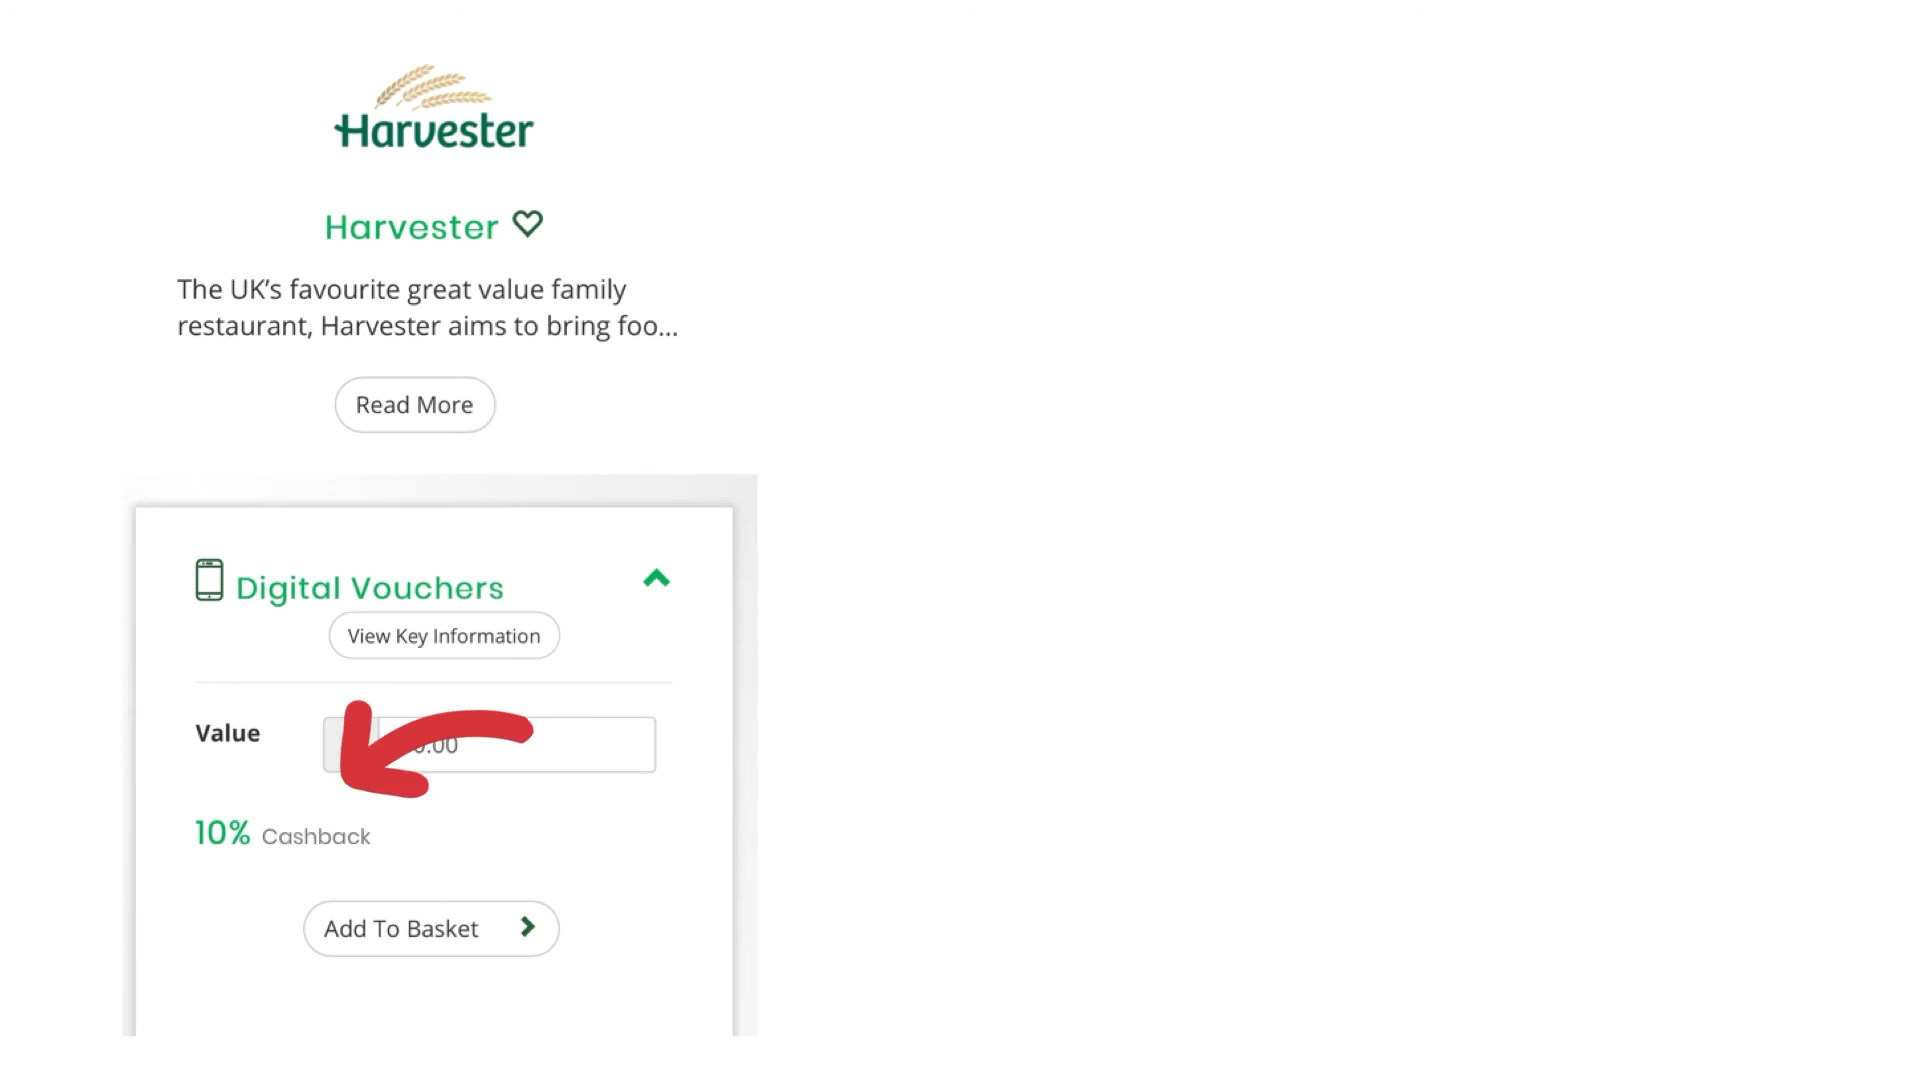 Harvester
Harvester
The UK’s favourite great value family
restaurant, Harvester aims to bring foo...
Read More
Digital Vouchers
View Key Information
Value
10% Cashback
Add To Basket